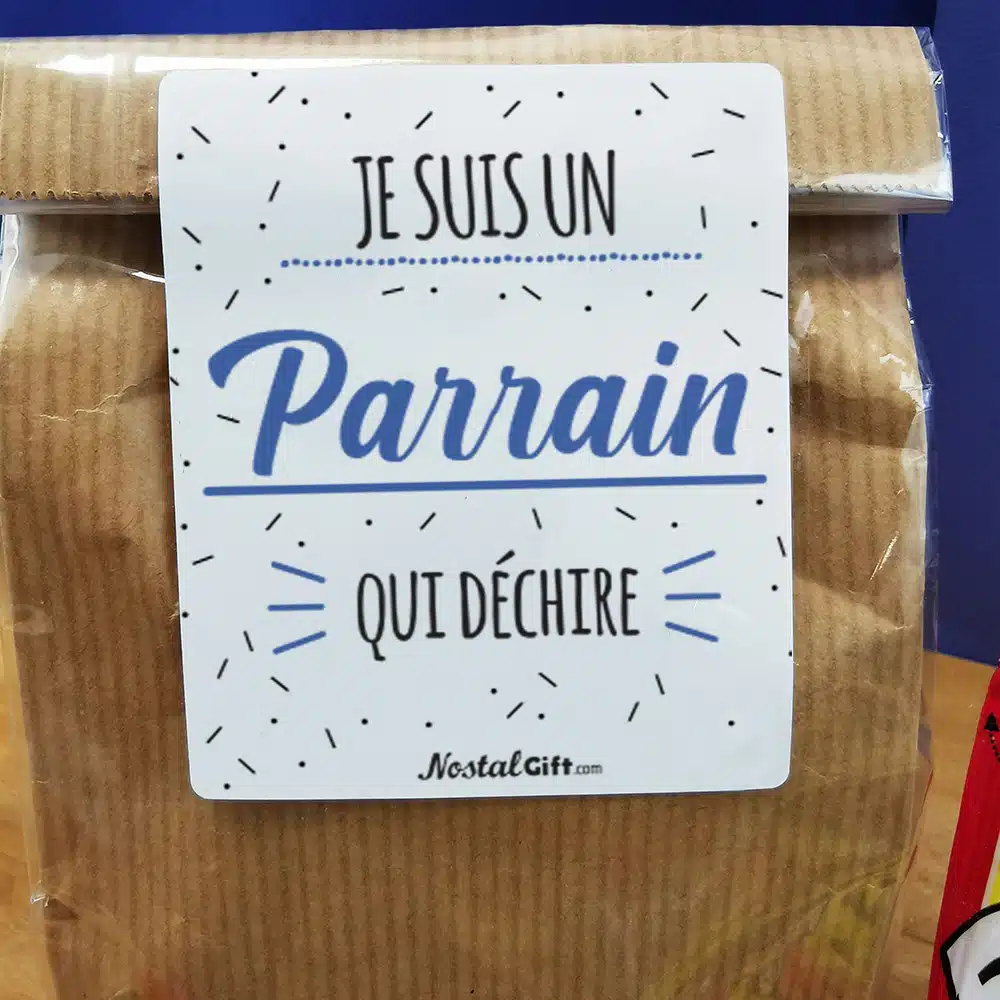 JE SUIS UN
Parrain
QUI DÉCHIRE
NostalGift.com